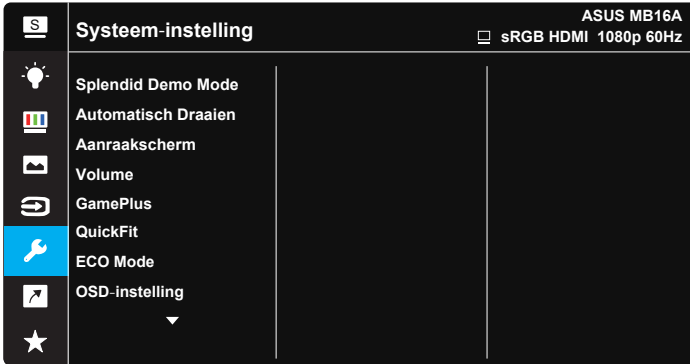 S
Systeem-instelling
ASUS MB16A
sRGB HDMI 1080p 60Hz
Splendid Demo Mode
Automatisch Draaien
Aanraakscherm
Volume
GamePlus
QuickFit
ECO Mode
OSD-instelling